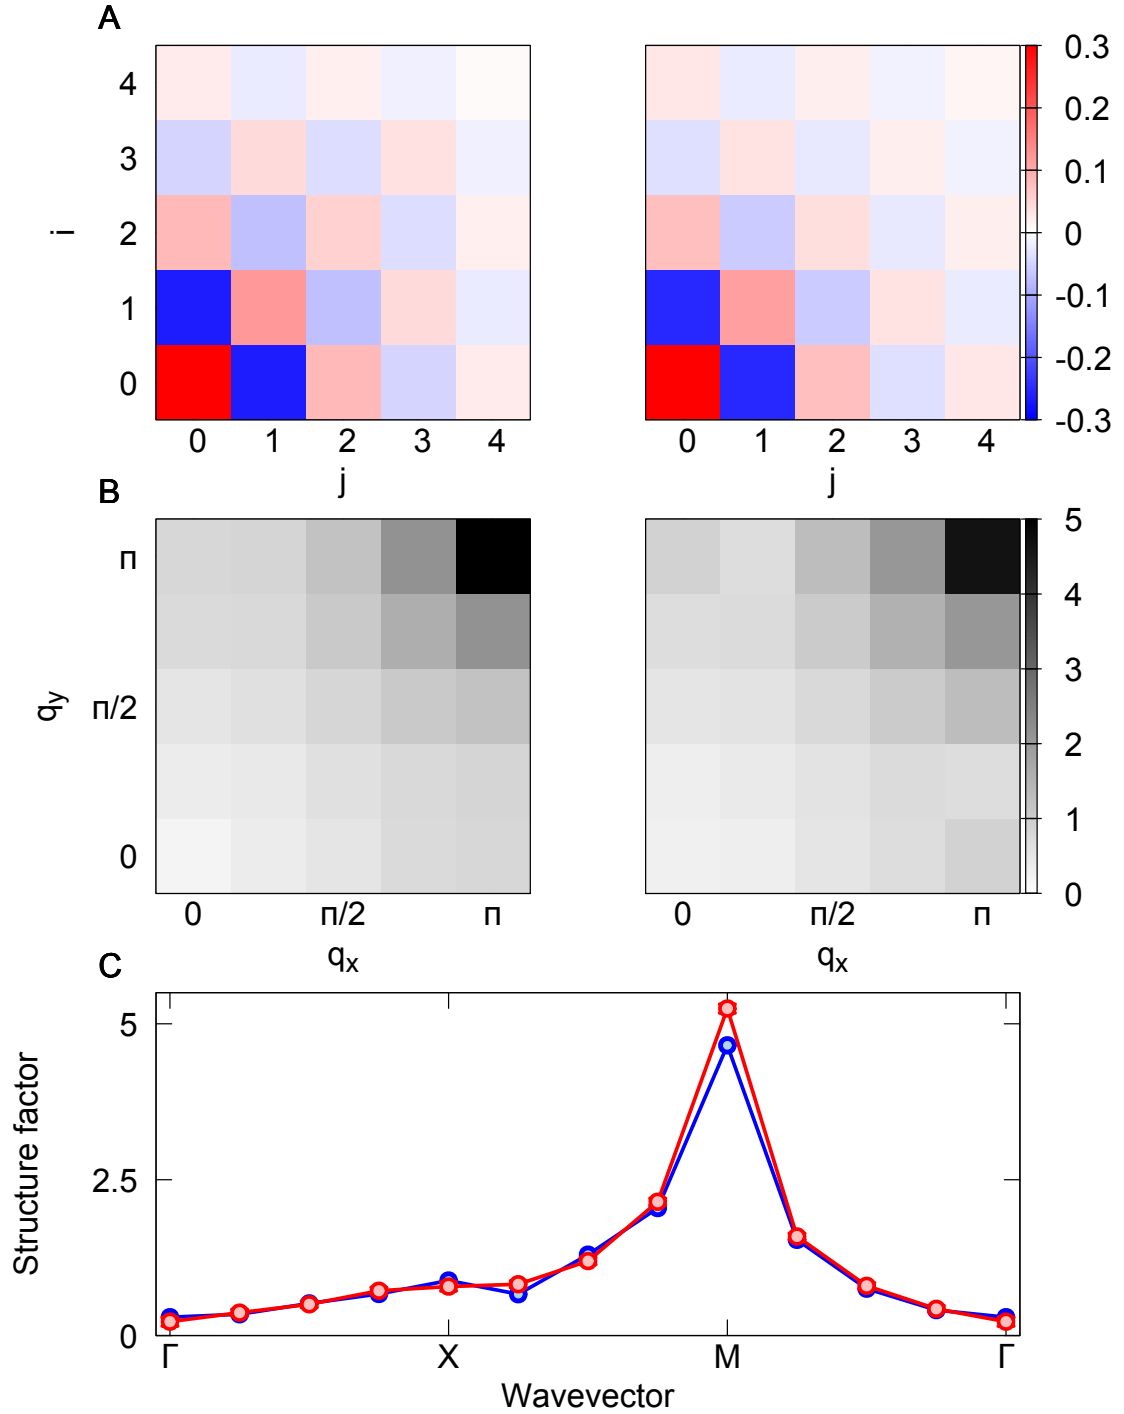 A
4
3
2
1
0
i
0 1 2 3 4
j
0 1 2 3 4
j
0.3
0.2
0.1
0
-0.1
-0.2
-0.3
B
π
π/2
0
qy
0 π/2 π
qx
0 π/2 π
qx
5
4
3
2
1
0
C
5
2.5
0
Structure factor
Γ X M Γ
Wavevector